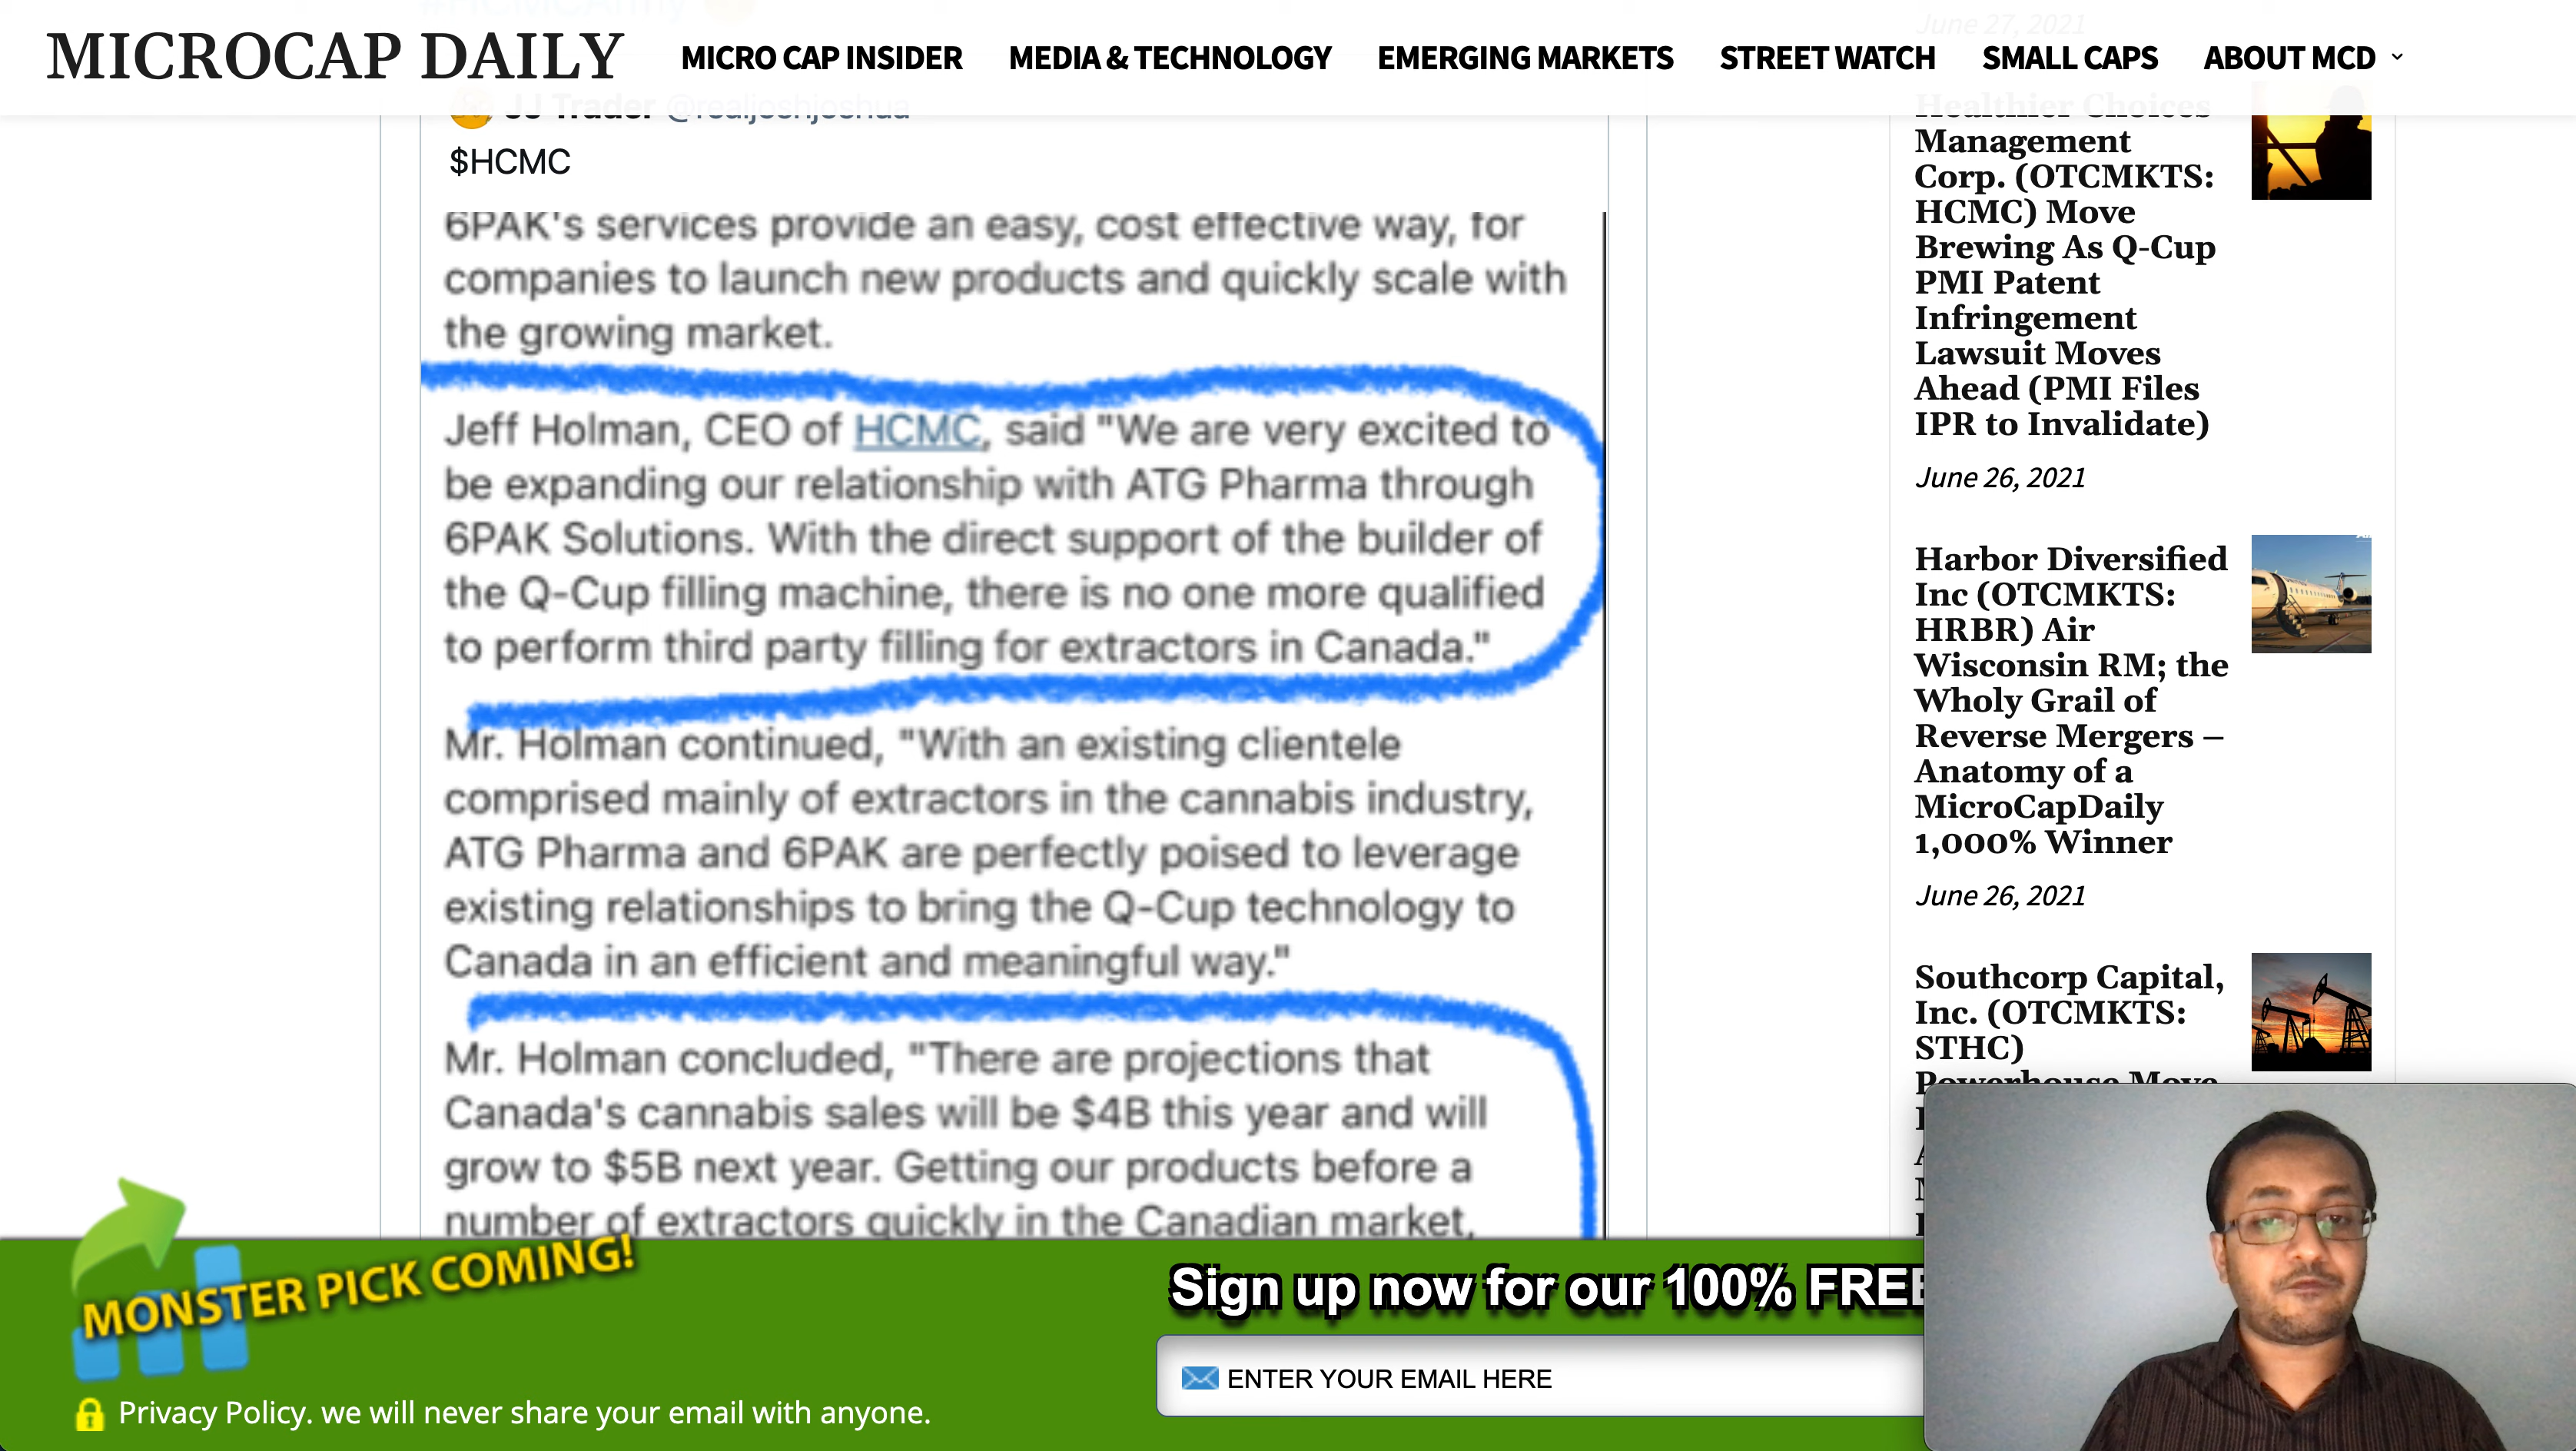 MICROCAP DAILY
MICRO CAP INSIDER MEDIA & TECHNOLOGY EMERGING MARKETS STREET WATCH SMALL CAPS ABOUT MCD
JJ Trader @realjoshjoshua
$HCMC
6PAK's services provide an easy, cost effective way, for
companies to launch new products and quickly scale with
the growing market.
Jeff Holman, CEO of HCMC, said "We are very excited to
be expanding our relationship with ATG Pharma through
6PAK Solutions. With the direct support of the builder of
the Q-Cup filling machine, there is no one more qualified
to perform third party filling for extractors in Canada."
Mr. Holman continued, "With an existing clientele
comprised mainly of extractors in the cannabis industry,
ATG Pharma and 6PAK are perfectly poised to leverage
existing relationships to bring the Q-Cup technology to
Canada in an efficient and meaningful way."
Mr. Holman concluded, "There are projections that
Canada's cannabis sales will be $4B this year and will
grow to $5B next year. Getting our products before a
number of extractors quickly in the Canadian market,
June 27, 2021
Healthier Choices
Management
Corp. (OTCMKTS:
HCMC) Move
Brewing As Q-Cup
PMI Patent
Infringement
Lawsuit Moves
Ahead (PMI Files
IPR to Invalidate)
June 26, 2021
Harbor Diversified
Inc (OTCMKTS:
HRBR) Air
Wisconsin RM; the
Wholy Grail of
Reverse Mergers –
Anatomy of a
MicroCapDaily
1,000% Winner
June 26, 2021
Southcorp Capital,
Inc. (OTCMKTS:
STHC)
Powerhouse Move
MONSTER PICK COMING!
Privacy Policy. we will never share your email with anyone.
Sign up now for our 100% FREE
ENTER YOUR EMAIL HERE